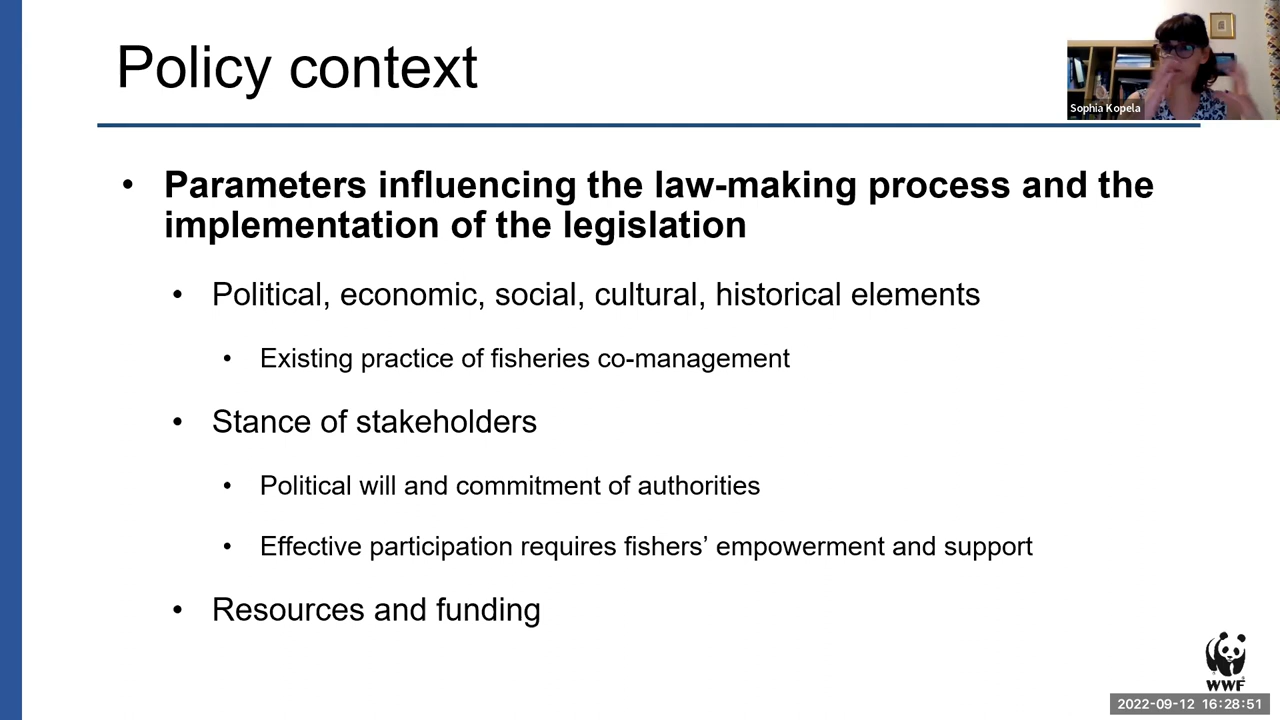 Policy context
Sophia Kopela
• Parameters influencing the law-making process and the
implementation of the legislation
• Political, economic, social, cultural, historical elements
• Existing practice of fisheries co-management
• Stance of stakeholders
• Political will and commitment of authorities
• Effective participation requires fishers’ empowerment and support
• Resources and funding
WWF
2022-09-12 16:28:51